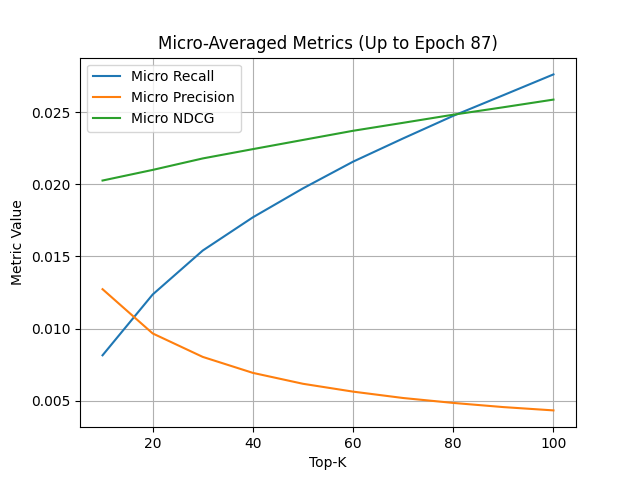 Micro-Averaged Metrics (Up to Epoch 87)
Micro Recall
Micro Precision
Micro NDCG
0.025
0.020
0.015
0.010
0.005
Metric Value
20 40 60 80 100
Top-K